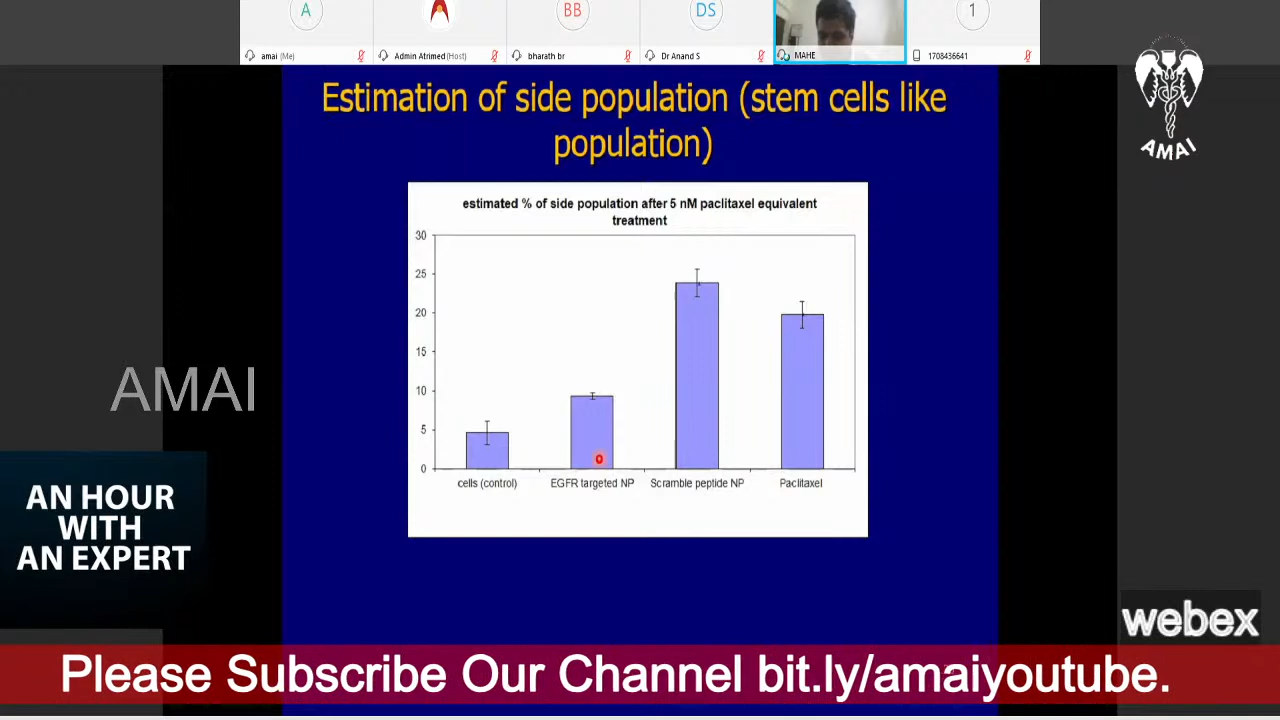 A
BB
DS
1
amai (Me)
Admin Atrimed (Host)
bharath br
Dr Anand S
MAHE
1708436641
AMAI
Estimation of side population (stem cells like
population)
estimated % of side population after 5 nM paclitaxel equivalent
treatment
30
25
20
15
10
5
0
cells (control)
EGFR targeted NP
Scramble peptide NP
Paclitaxel
AMAI
AN HOUR
WITH
AN EXPERT
webex
Please Subscribe Our Channel bit.ly/amaiyoutube.